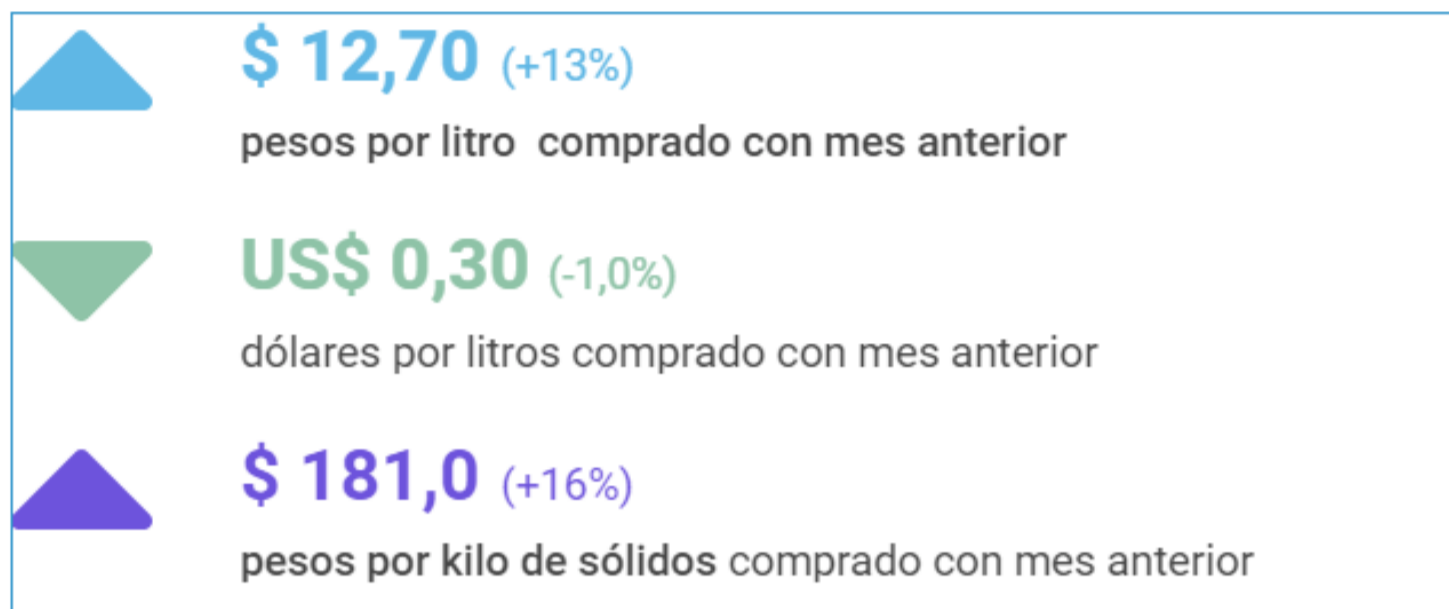 $ 12,70 (+13%)
pesos por litro  comprado con mes anterior
US$ 0,30 (-1,0%)
dólares por litros comprado con mes anterior
$ 181,0 (+16%)
pesos por kilo de sólidos comprado con mes anterior